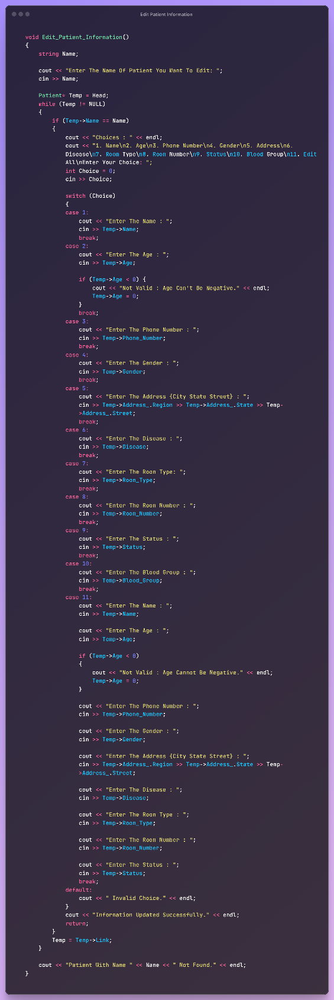 Edit Patient Information
void Edit_Patient_Information()
{
    string Name;

    cout << "Enter The Name Of Patient You Want To Edit: ";
    cin >> Name;

    Patient* Temp = Head;
    while (Temp != NULL)
    {
        if (Temp->Name == Name)
        {
            cout << "Choices : " << endl;
            cout << "1. Name\n2. Age\n3. Phone Number\n4. Gender\n5. Address\n6.
            Disease\n7. Room Type\n8. Room Number\n9. Status\n10. Blood Group\n11. Edit
            All\nEnter Your Choice: ";
            int Choice = 0;
            cin >> Choice;

            switch (Choice)
            {
            case 1:
                cout << "Enter The Name : ";
                cin >> Temp->Name;
                break;
            case 2:
                cout << "Enter The Age : ";
                cin >> Temp->Age;

                if (Temp->Age < 0) {
                    cout << "Not Valid : Age Can't Be Negative." << endl;
                    Temp->Age = 0;
                }
                break;
            case 3:
                cout << "Enter The Phone Number : ";
                cin >> Temp->Phone_Number;
                break;
            case 4:
                cout << "Enter The Gender : ";
                cin >> Temp->Gender;
                break;
            case 5:
                cout << "Enter The Address {City State Street} : ";
                cin >> Temp->Address_.Region >> Temp->Address_.State >> Temp-
                >Address_.Street;
                break;
            case 6:
                cout << "Enter The Disease : ";
                cin >> Temp->Disease;
                break;
            case 7:
                cout << "Enter The Room Type: ";
                cin >> Temp->Room_Type;
                break;
            case 8:
                cout << "Enter The Room Number : ";
                cin >> Temp->Room_Number;
                break;
            case 9:
                cout << "Enter The Status : ";
                cin >> Temp->Status;
                break;
            case 10:
                cout << "Enter The Blood Group : ";
                cin >> Temp->Blood_Group;
                break;
            case 11:
                cout << "Enter The Name : ";
                cin >> Temp->Name;

                cout << "Enter The Age : ";
                cin >> Temp->Age;

                if (Temp->Age < 0)
                {
                    cout << "Not Valid : Age Cannot Be Negative." << endl;
                    Temp->Age = 0;
                }

                cout << "Enter The Phone Number : ";
                cin >> Temp->Phone_Number;

                cout << "Enter The Gender : ";
                cin >> Temp->Gender;

                cout << "Enter The Address {City State Street} : ";
                cin >> Temp->Address_.Region >> Temp->Address_.State >> Temp-
                >Address_.Street;

                cout << "Enter The Disease : ";
                cin >> Temp->Disease;

                cout << "Enter The Room Type : ";
                cin >> Temp->Room_Type;

                cout << "Enter The Room Number : ";
                cin >> Temp->Room_Number;

                cout << "Enter The Status : ";
                cin >> Temp->Status;
                break;
            default:
                cout << " Invalid Choice." << endl;
            }
            cout << "Information Updated Successfully." << endl;
            return;
        }
        Temp = Temp->Link;
    }

    cout << "Patient With Name " << Name << " Not Found." << endl;
}